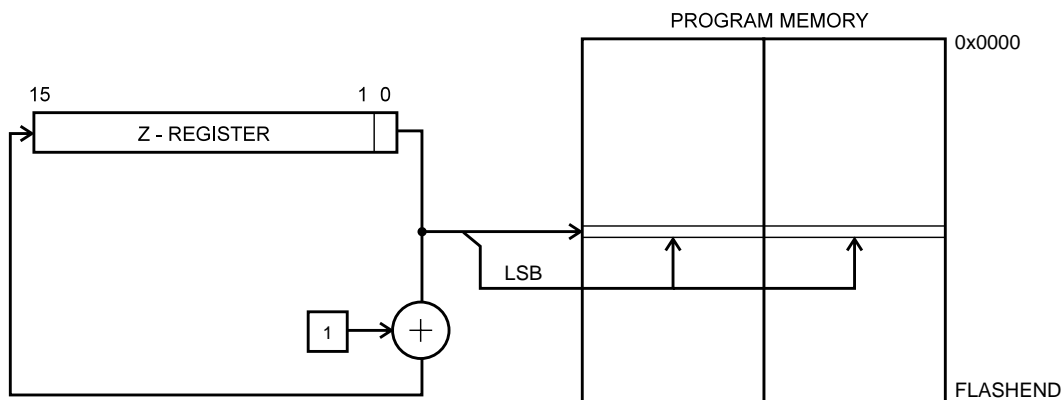 PROGRAM MEMORY
0x0000
15 1 0
Z - REGISTER
LSB
1
FLASHEND